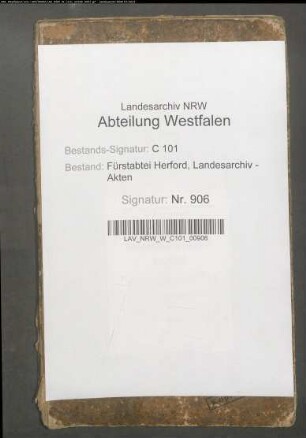 Landesarchiv NRW
Abteilung Westfalen
Bestands-Signatur: C 101
Bestand: Fürstabtei Herford, Landesarchiv -
Akten
Signatur: Nr. 906
LAV_NRW_W_C101_00906